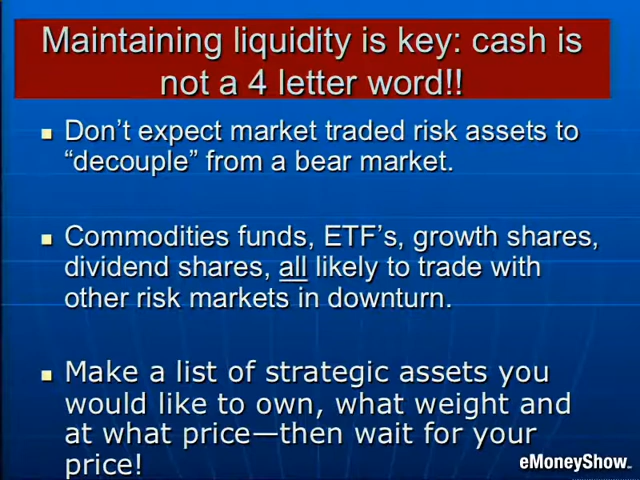 Maintaining liquidity is key: cash is
not a 4 letter word!!
Don't expect market traded risk assets to
“decouple” from a bear market.
Commodities funds, ETF's, growth shares,
dividend shares, all likely to trade with
other risk markets in downturn.
Make a list of strategic assets you
would like to own, what weight and
at what price—then wait for your
price!
eMoneyShow